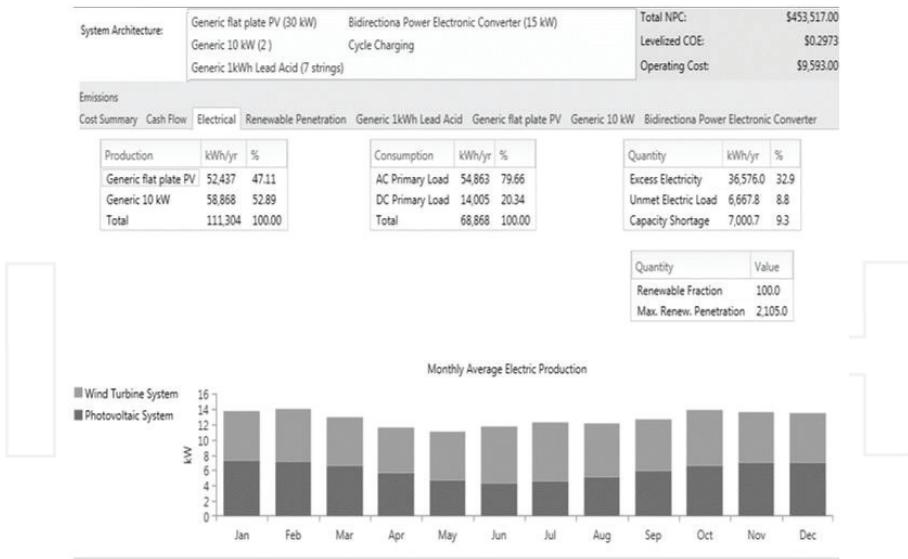 System Architecture:
Generic flat plate PV (30 kW) Bidirectiona Power Electronic Converter (15 kW)
Generic 10 kW (2 ) Cycle Charging
Generic 1kWh Lead Acid (7 strings)
Total NPC: $453,517.00
Levelized COE: $0.2973
Operating Cost: $9,593.00
Emissions
Cost Summary Cash Flow Electrical Renewable Penetration Generic 1kWh Lead Acid Generic flat plate PV Generic 10 kW Bidirectiona Power Electronic Converter
Production kWh/yr %
Generic flat plate PV 52,437 47.11
Generic 10 kW 58,868 52.89
Total 111,304 100.00
Consumption kWh/yr %
AC Primary Load 54,863 79.66
DC Primary Load 14,005 20.34
Total 68,868 100.00
Quantity kWh/yr %
Excess Electricity 36,576.0 32.9
Unmet Electric Load 6,667.8 8.8
Capacity Shortage 7,000.7 9.3
Quantity Value
Renewable Fraction 100.0
Max. Renew. Penetration 2,105.0
Monthly Average Electric Production
Wind Turbine System
Photovoltaic System
kW
16
14
12
10
8
6
4
2
0
Jan Feb Mar Apr May Jun Jul Aug Sep Oct Nov Dec